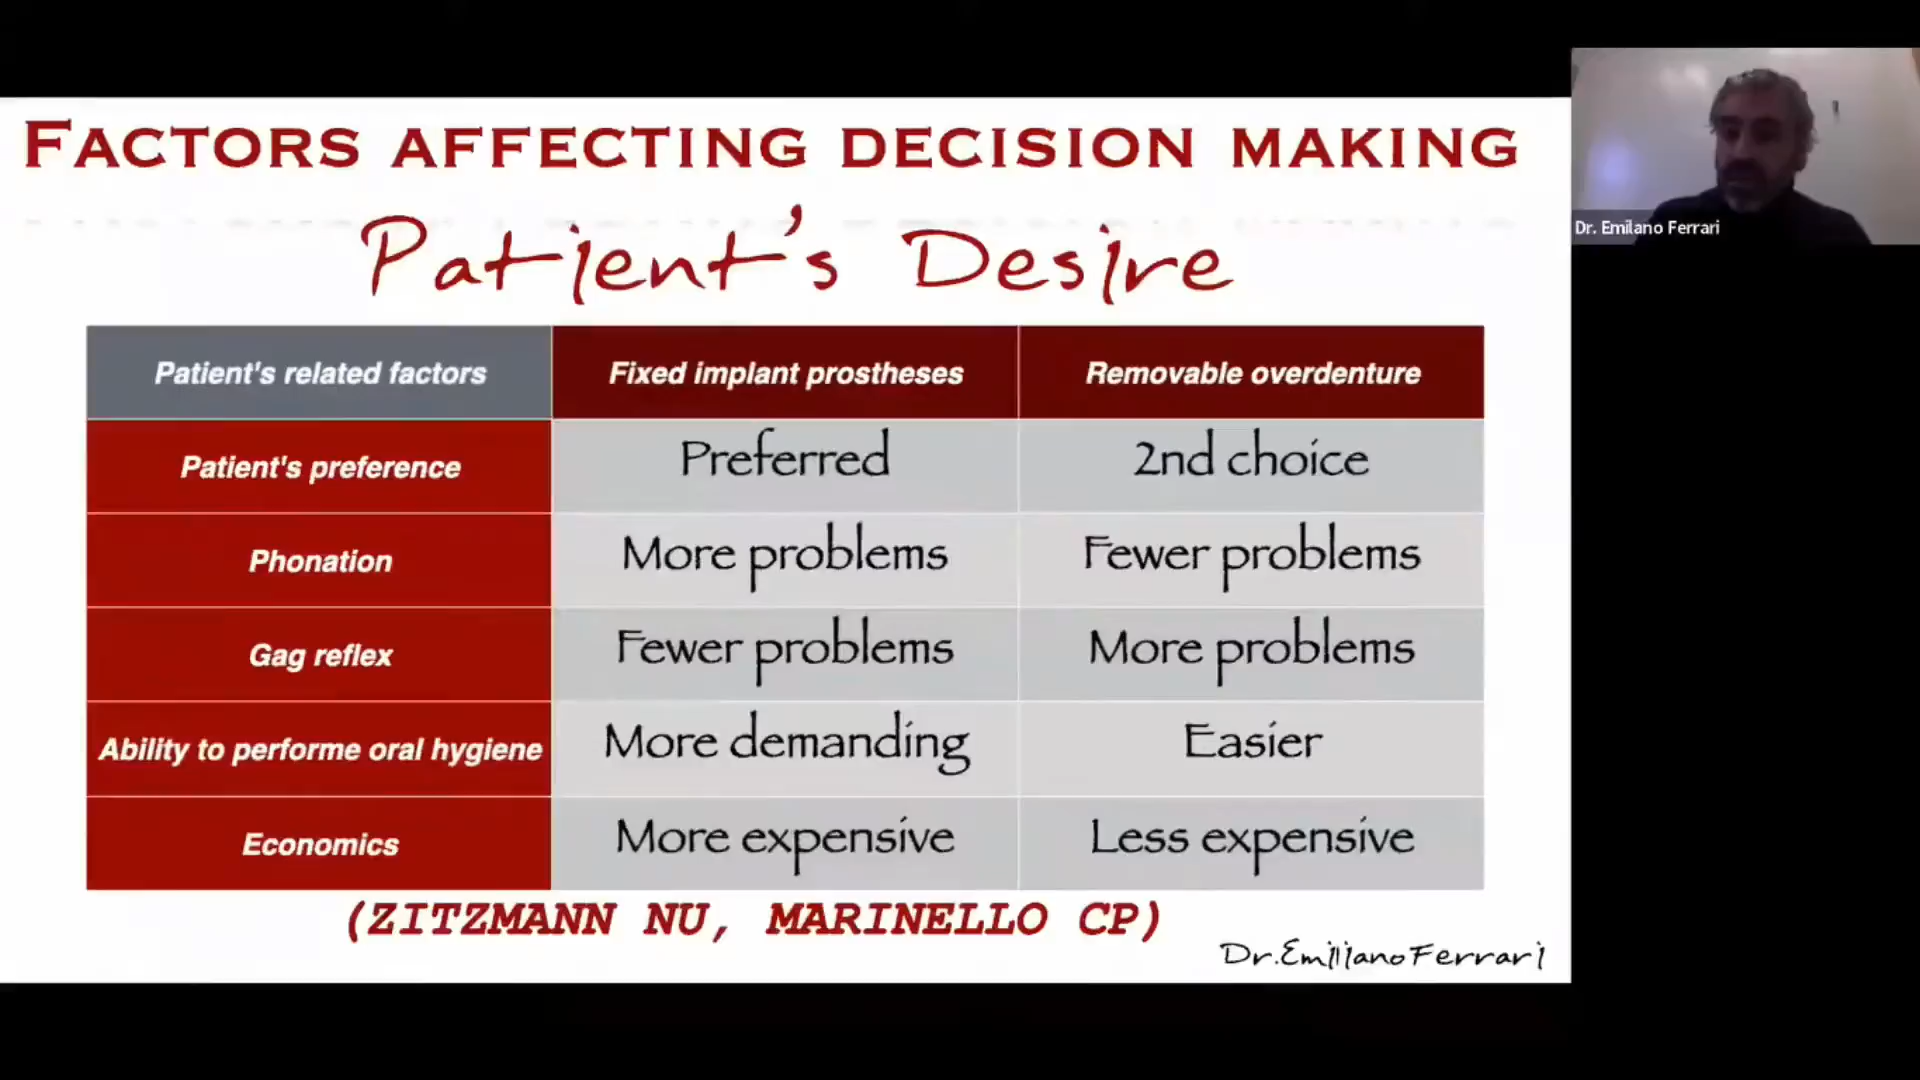 FACTORS AFFECTING DECISION MAKING
Patient's Desire
Patient's related factors Fixed implant prostheses Removable overdenture
Patient's preference Preferred 2nd choice
Phonation More problems Fewer problems
Gag reflex Fewer problems More problems
Ability to performe oral hygiene More demanding Easier
Economics More expensive Less expensive
(ZITZMANN NU, MARINELLO CP)
Dr.Emiliano Ferrari
Dr. Emilano Ferrari